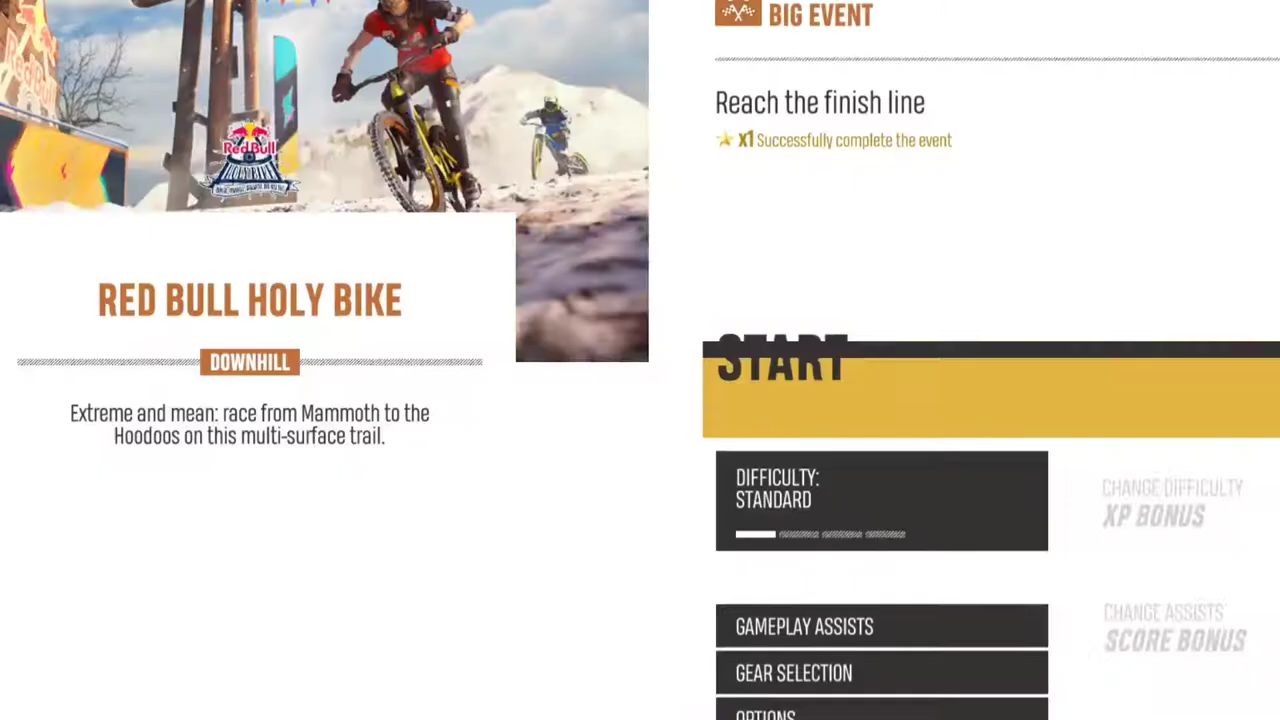 RedBull
RedBull
RED BULL HOLY BIKE
DOWNHILL
Extreme and mean: race from Mammoth to the
Hoodoos on this multi-surface trail.
BIG EVENT
Reach the finish line
X1 Successfully complete the event
START
DIFFICULTY:
STANDARD
CHANGE DIFFICULTY
XP BONUS
GAMEPLAY ASSISTS
CHANGE ASSISTS
SCORE BONUS
GEAR SELECTION
OPTIONS